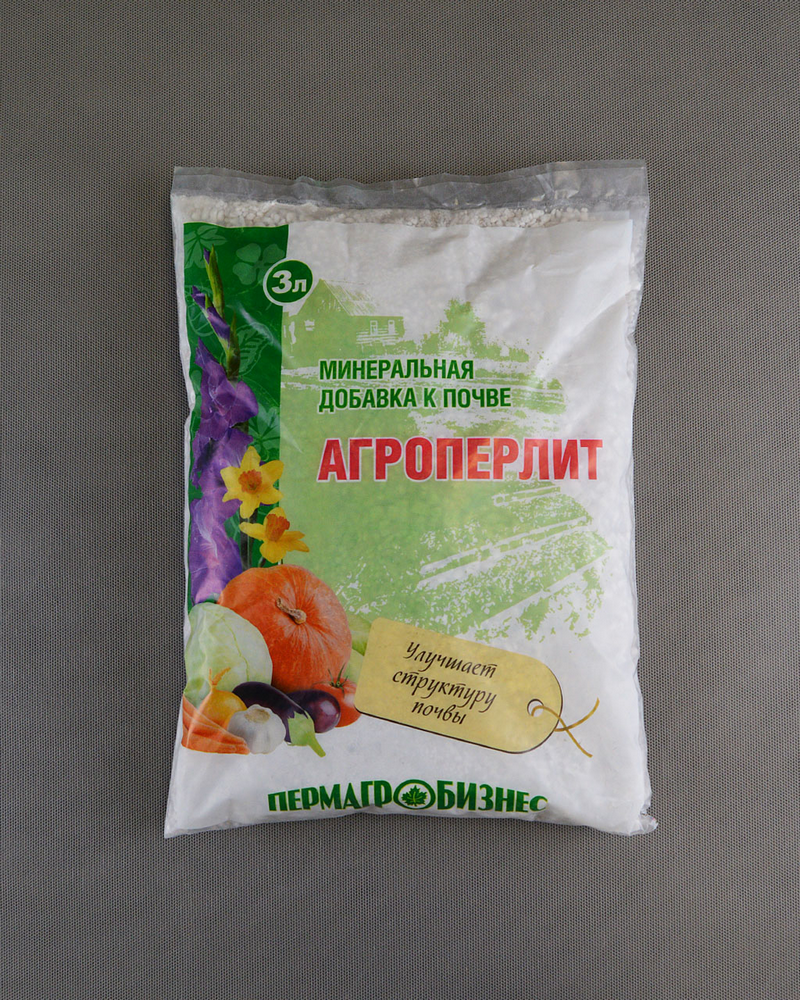 3л
МИНЕРАЛЬНАЯ
ДОБАВКА К ПОЧВЕ
АГРОПЕРЛИТ
Улучшает
структуру
почвы
ПЕРМАГРОБИЗНЕС